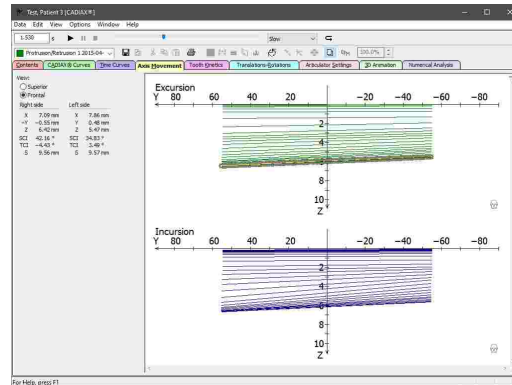 Test, Patient 3 [CADIAX®]
Data Edit View Options Window Help
1.530 s Slow
Protrusion/Retrusion 1 2015-04- 100.0%
Contents CADIAX® Curves Time Curves Axis Movement Tooth Kinetics Translations-Rotations Articulator Settings 3D Animation Numerical Analysis
View:
Superior
Frontal
Right side Left side
X 7.09 mm X 7.86 mm
-Y -0.55 mm Y 0.48 mm
Z 6.42 mm Z 5.47 mm
SCI 42.16 ° SCI 34.83 °
TCI -4.43 ° TCI 3.49 °
S 9.56 mm S 9.57 mm
Excursion
Y 80 60 40 20 -20 -40 -60 -80
2
4
6
8
10
Z
Incursion
Y 80 60 40 20 -20 -40 -60 -80
2
4
6
8
10
Z
For Help, press F1